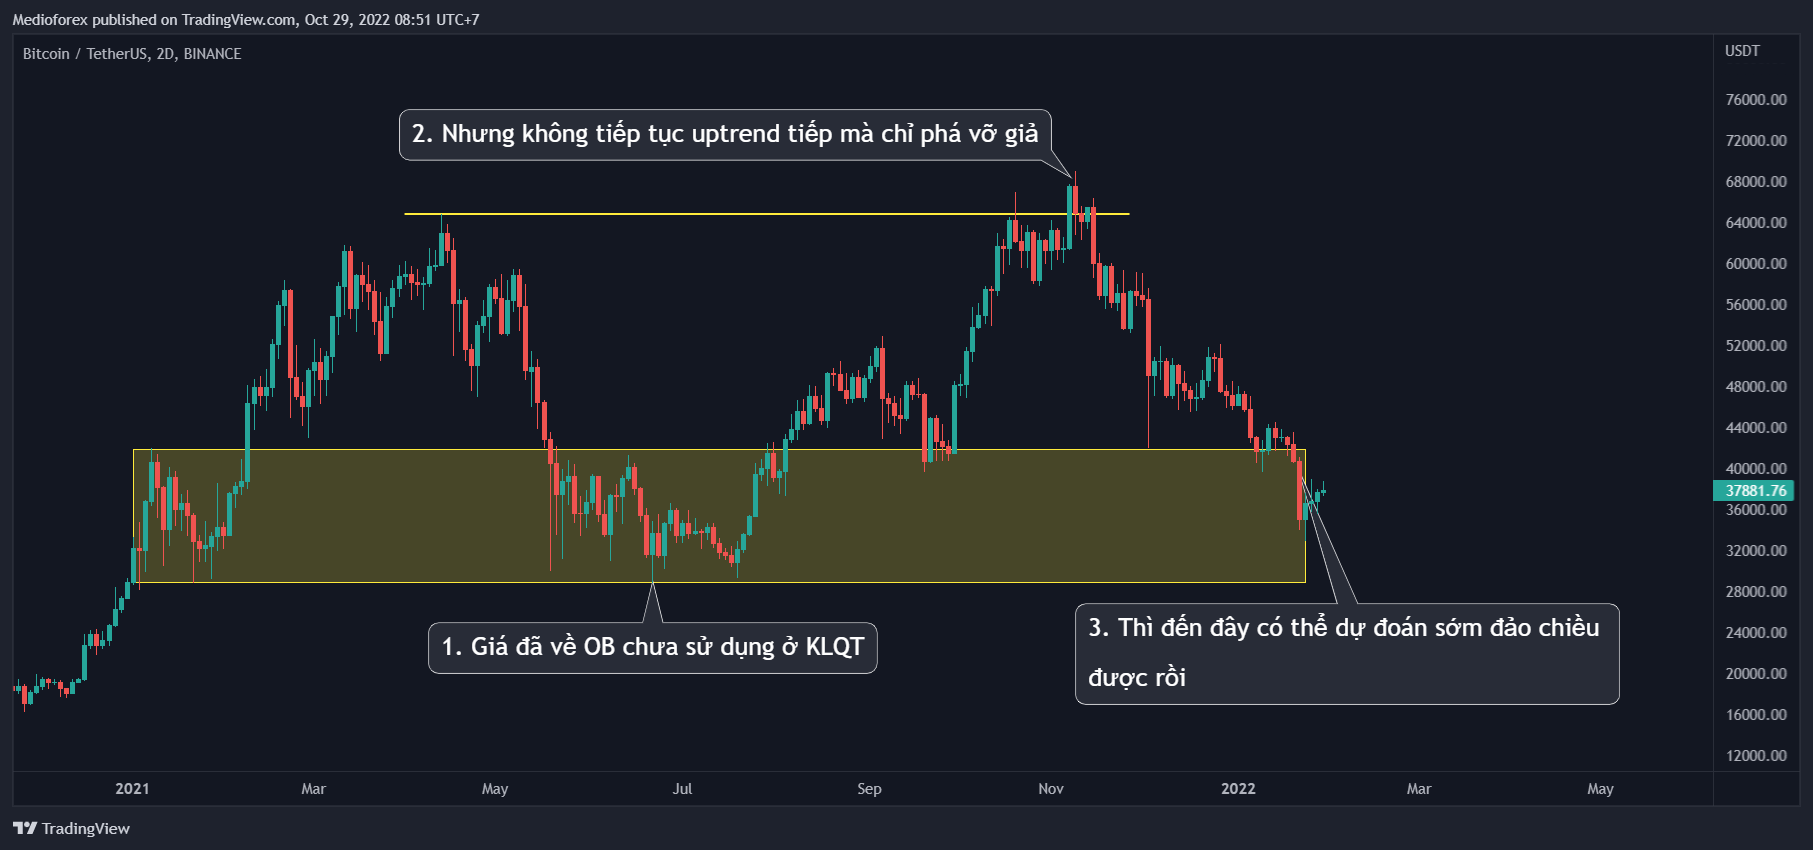 Medioforex published on TradingView.com, Oct 29, 2022 08:51 UTC+7
Bitcoin / TetherUS, 2D, BINANCE
USDT
76000.00
2. Nhưng không tiếp tục uptrend tiếp mà chỉ phá vỡ giả
72000.00
68000.00
64000.00
60000.00
56000.00
52000.00
48000.00
44000.00
40000.00
37881.76
36000.00
32000.00
28000.00
1. Giá đã về OB chưa sử dụng ở KLQT
3. Thì đến đây có thể dự đoán sớm đảo chiều
được rồi
24000.00
20000.00
16000.00
12000.00
2021 Mar May Jul Sep Nov 2022 Mar May
TradingView